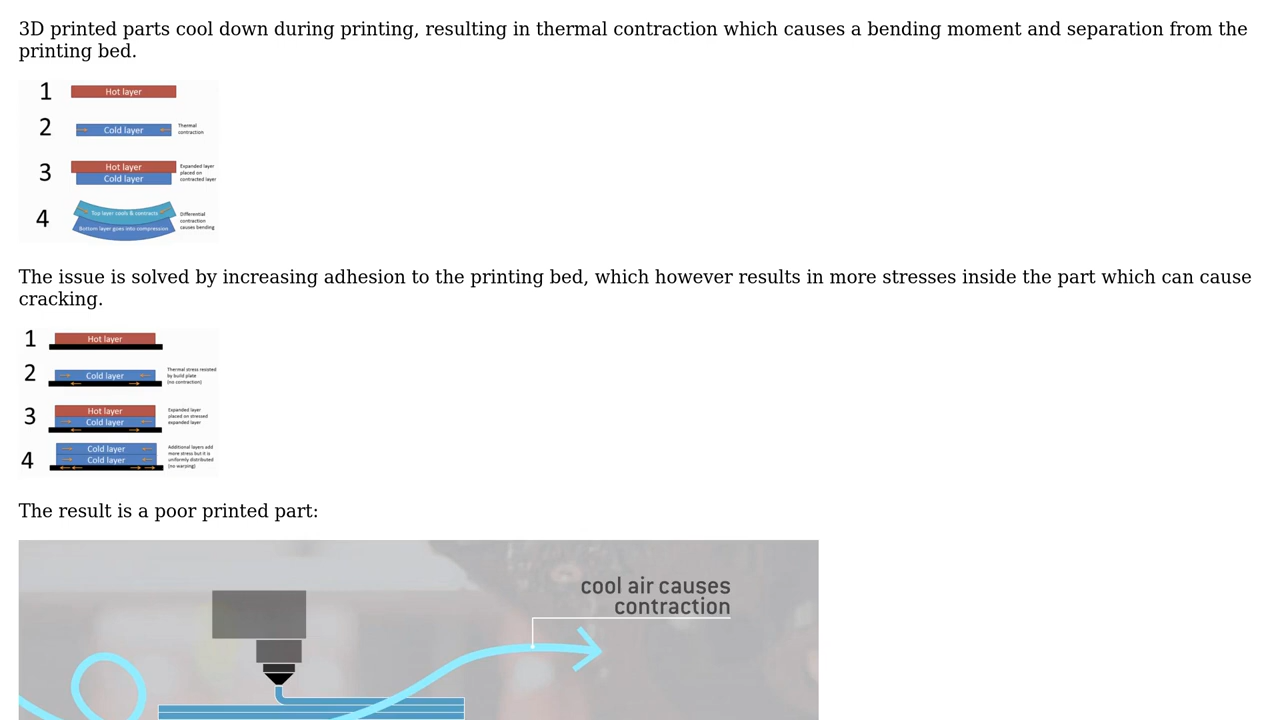 3D printed parts cool down during printing, resulting in thermal contraction which causes a bending moment and separation from the
printing bed.
1
Hot layer
2
Cold layer
Thermal
contraction
3
Hot layer
Cold layer
Expanded layer
placed on
contracted layer
4
Top layer cools & contracts
Bottom layer goes into compression
Differential
contraction
causes bending
The issue is solved by increasing adhesion to the printing bed, which however results in more stresses inside the part which can cause
cracking.
1
Hot layer
2
Cold layer
Thermal stress resisted
by build plate
(no contraction)
3
Hot layer
Cold layer
Expanded layer
placed on stressed
expanded layer
4
Cold layer
Cold layer
Additional layers add
more stress but it is
uniformly distributed
(no warping)
The result is a poor printed part:
cool air causes
contraction